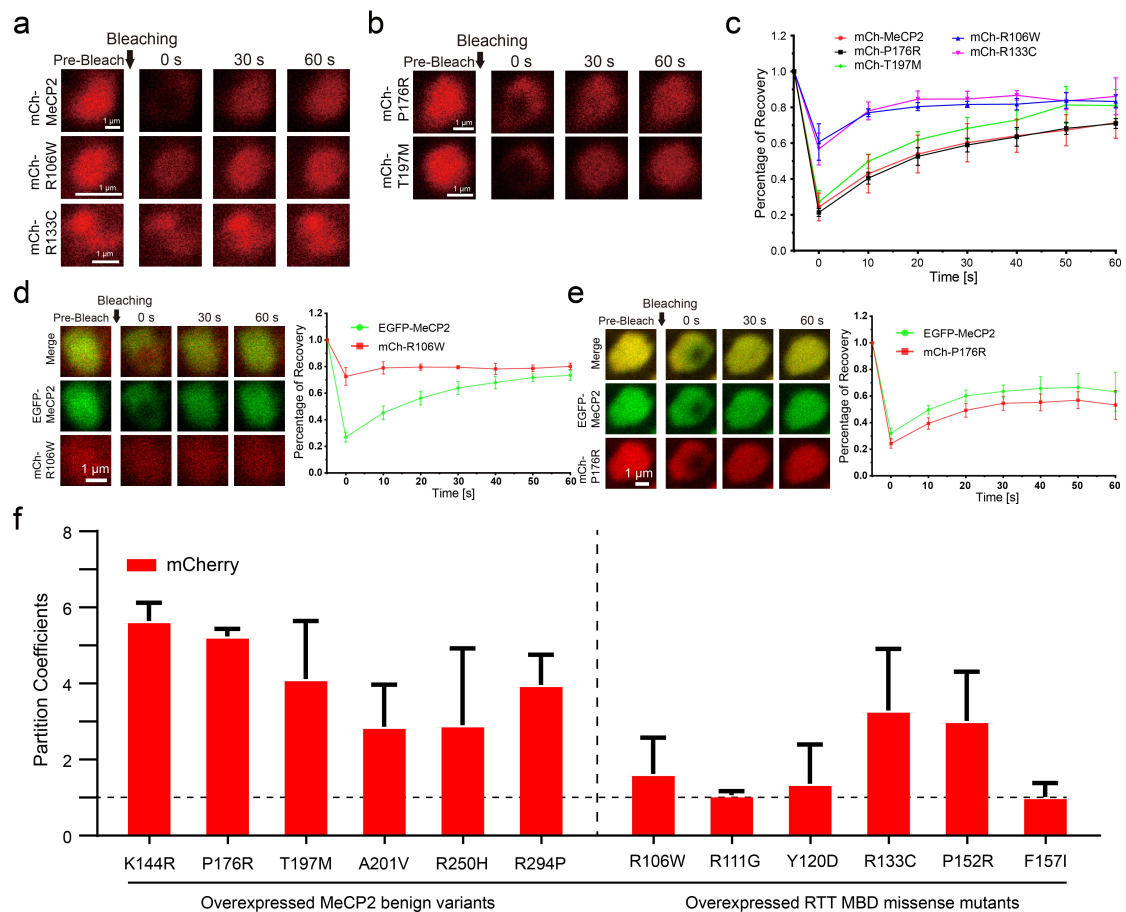 a
Bleaching
Pre-Bleach 0 s 30 s 60 s
mCh-
MeCP2
1 µm
mCh-
R106W
1 µm
mCh-
R133C
1 µm
b
Bleaching
Pre-Bleach 0 s 30 s 60 s
mCh-
P176R
1 µm
mCh-
T197M
1 µm
c
mCh-MeCP2 mCh-R106W
mCh-P176R mCh-R133C
mCh-T197M
Percentage of Recovery
1.2
1.0
0.8
0.6
0.4
0.2
0.0
0 10 20 30 40 50 60
Time [s]
d
Bleaching
Pre-Bleach 0 s 30 s 60 s
Merge
EGFP-
MeCP2
mCh-
R106W
1 µm
EGFP-MeCP2
mCh-R106W
Percentage of Recovery
1.2
1.0
0.8
0.6
0.4
0.2
0.0
0 10 20 30 40 50 60
Time [s]
e
Bleaching
Pre-Bleach 0 s 30 s 60 s
Merge
EGFP-
MeCP2
mCh-
P176R
1 µm
EGFP-MeCP2
mCh-P176R
Percentage of Recovery
1.2
1.0
0.8
0.6
0.4
0.2
0.0
0 10 20 30 40 50 60
Time [s]
f
mCherry
Partition Coefficients
8
6
4
2
0
K144R P176R T197M A201V R250H R294P R106W R111G Y120D R133C P152R F157I
Overexpressed MeCP2 benign variants Overexpressed RTT MBD missense mutants